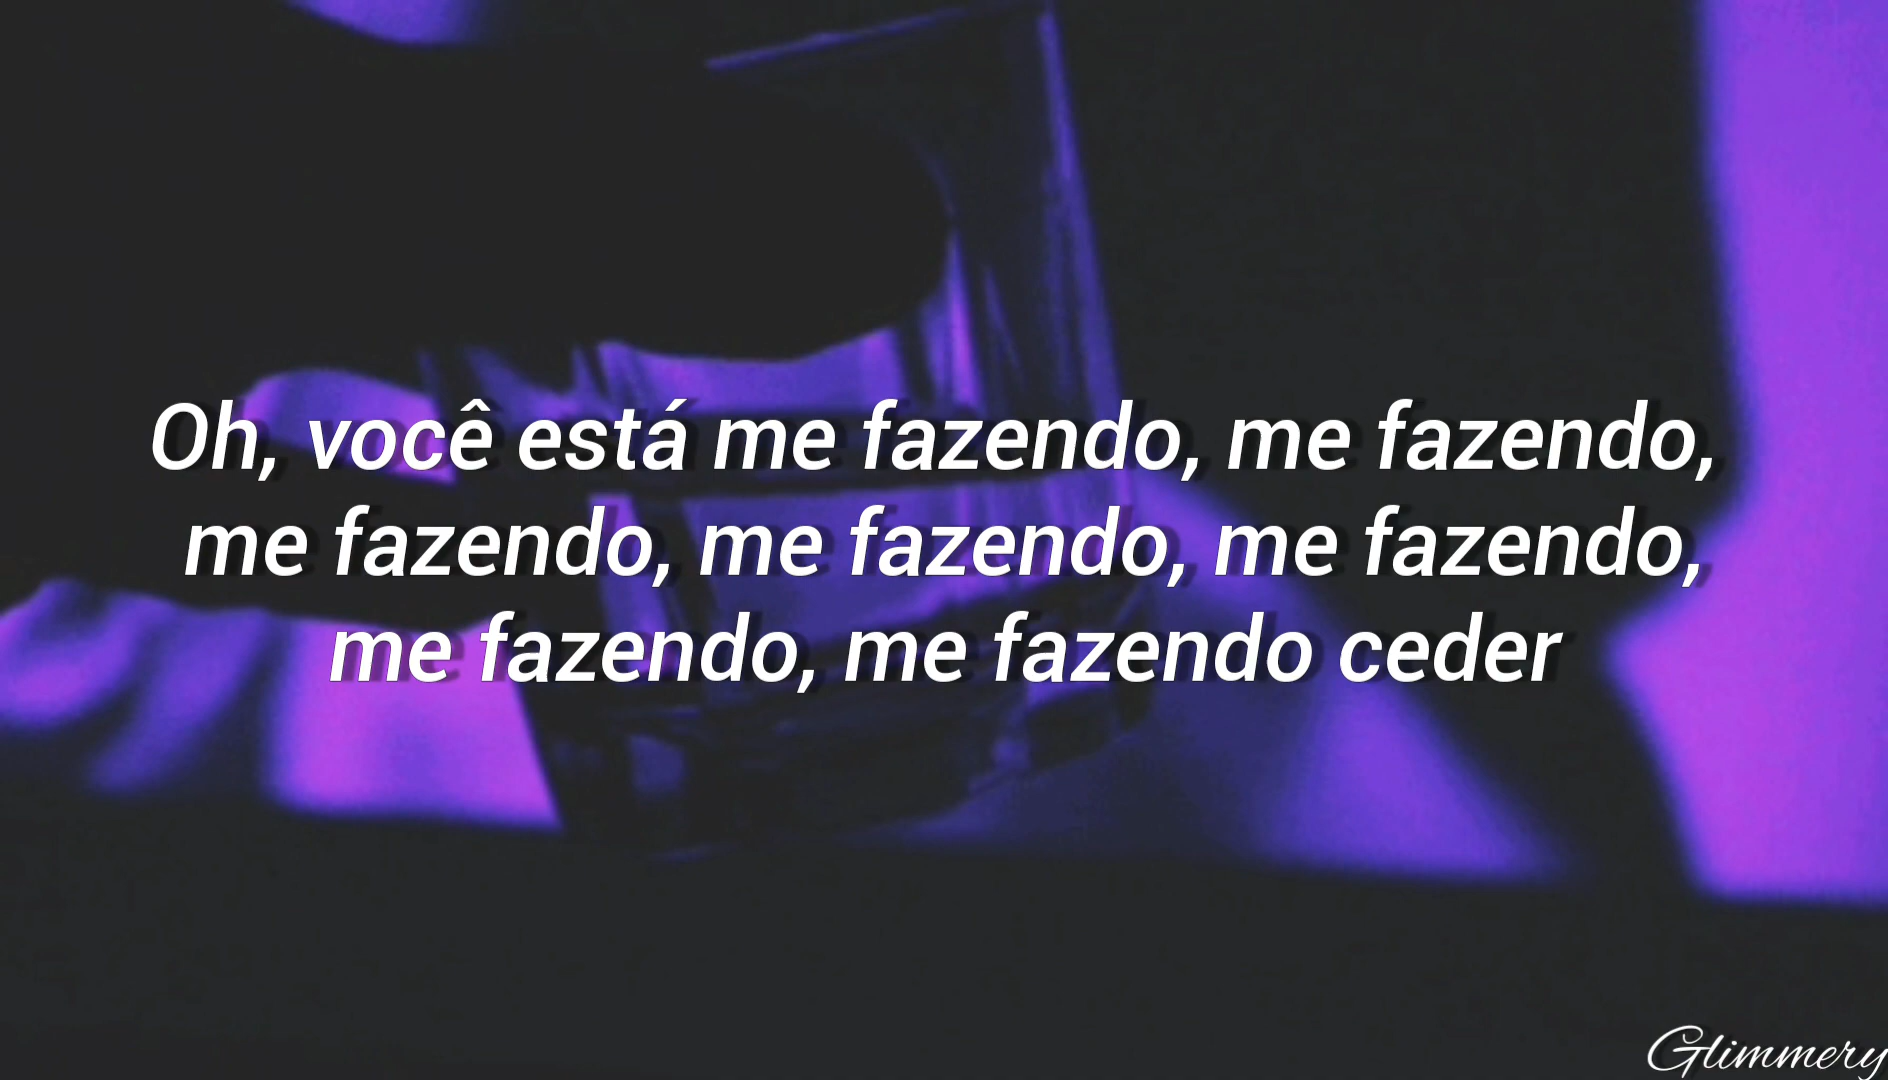 Oh, você está me fazendo, me fazendo,
me fazendo, me fazendo, me fazendo,
me fazendo, me fazendo ceder
Glimmery